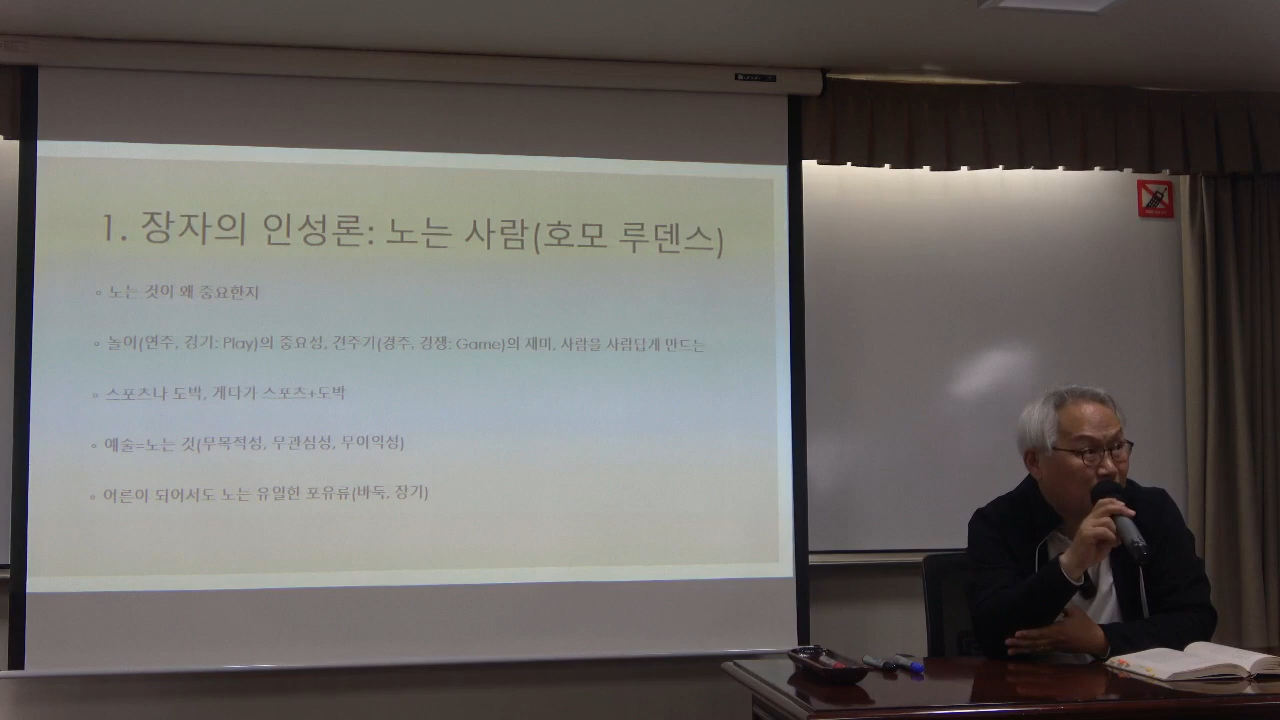 1. 장자의 인성론: 노는 사람(호모 루덴스)
◦ 노는 것이 왜 중요한지
◦ 놀이(연주, 경기: Play)의 중요성, 견주기(경주, 경쟁: Game)의 재미, 사람을 사람답게 만드는
◦ 스포츠나 도박, 게다가 스포츠+도박
◦ 예술=노는 짓(무목적성, 무관심성, 무이익성)
◦ 어른이 되어서도 노는 유일한 포유류(바둑, 장기)